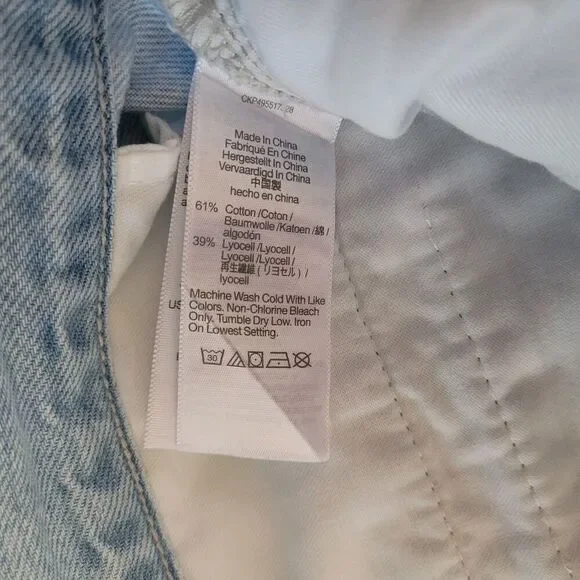 CKP495517. 28
Made In China
Fabriqué En Chine
Hergestellt In China
Vervaardigd In China
中国製
hecho en china
61% Cotton /Coton /
Baumwolle /Katoen /綿 /
algodón
39% Lyocell /Lyocell /
Lyocell /Lyocell /
再生繊維 ( リヨセル) /
lyocell
Machine Wash Cold With Like
Colors. Non-Chlorine Bleach
Only. Tumble Dry Low. Iron
On Lowest Setting.
30
US